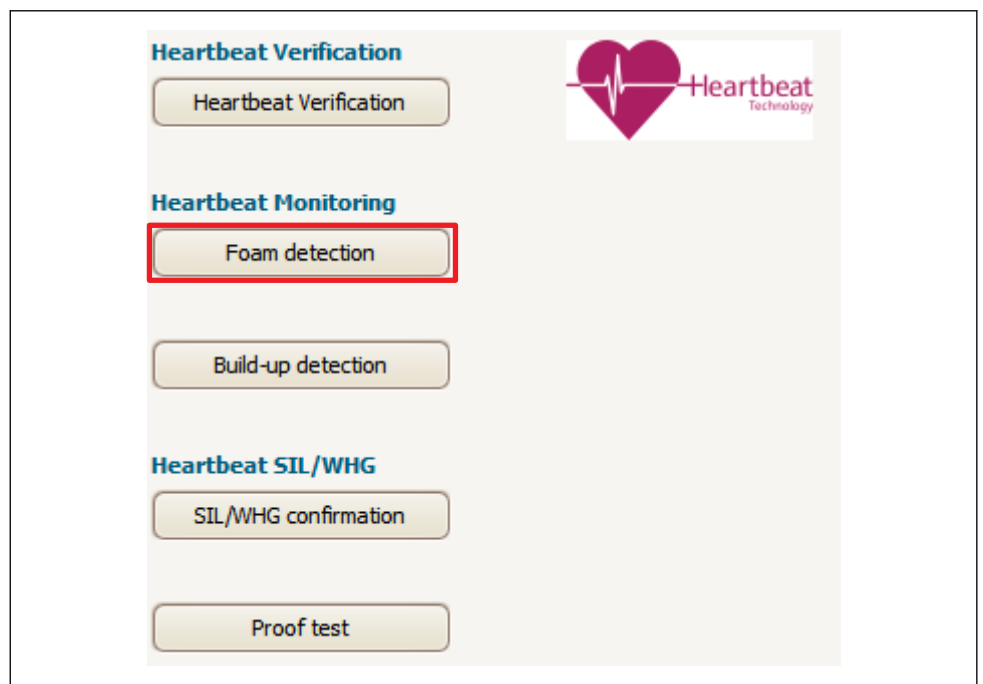 Heartbeat Verification
Heartbeat Verification
Heartbeat
Technology
Heartbeat Monitoring
Foam detection
Build-up detection
Heartbeat SIL/WHG
SIL/WHG confirmation
Proof test